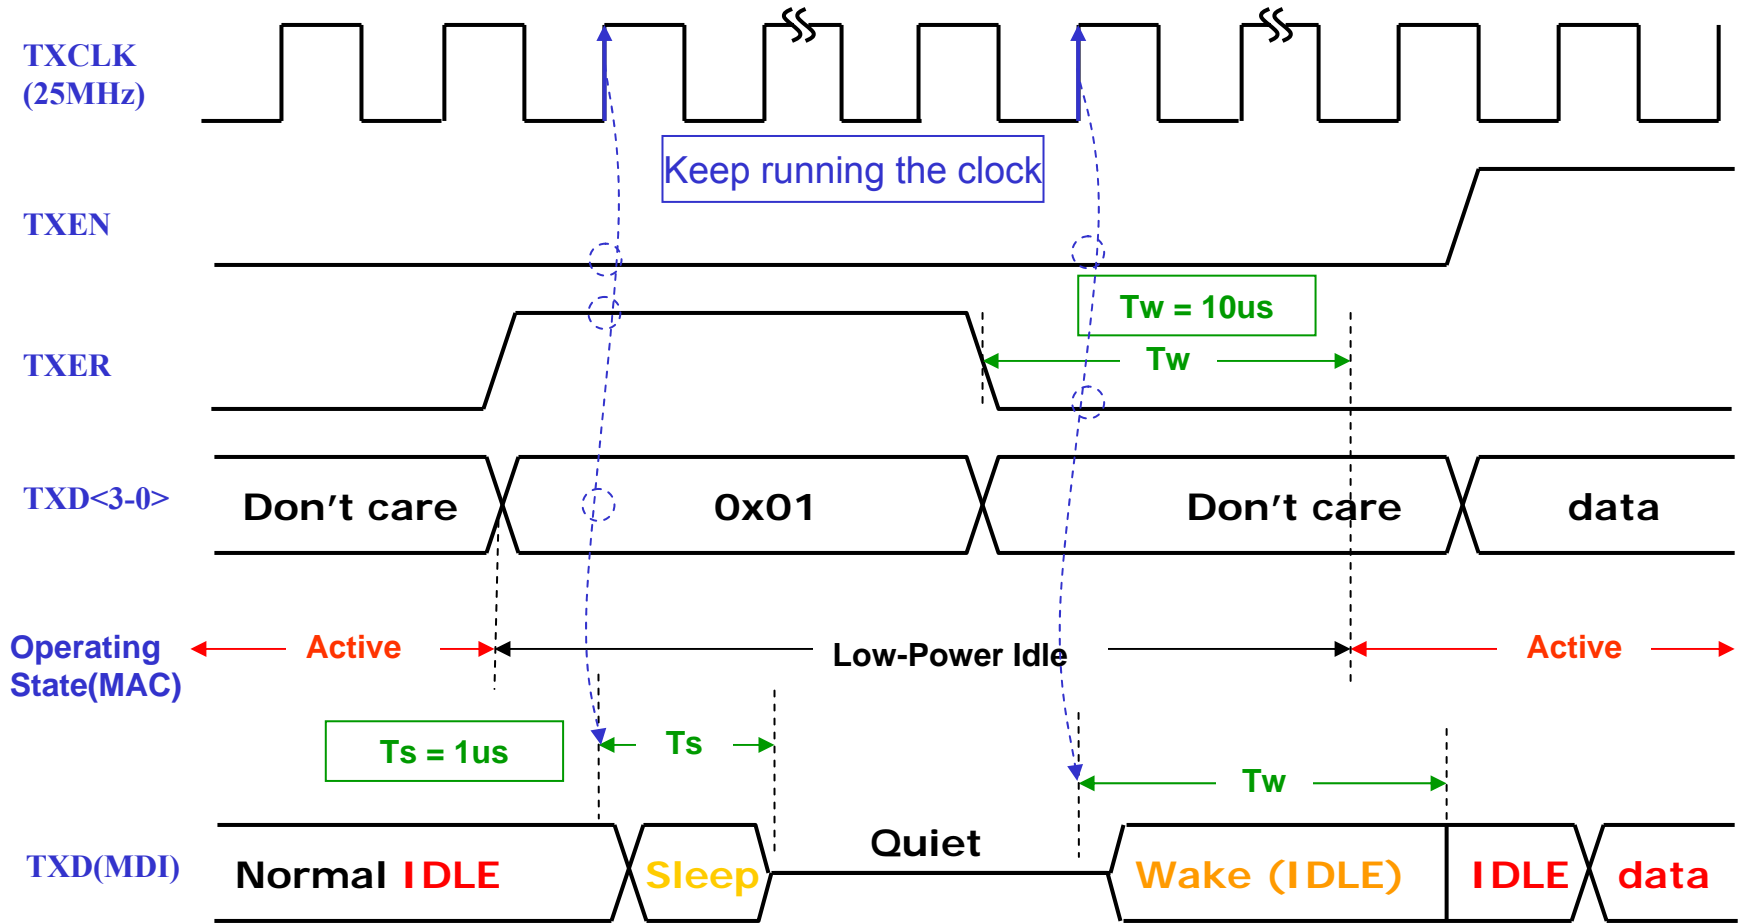 TXCLK
(25MHz)
Keep running the clock
TXEN
Tw = 10us
TXER
Tw
TXD<3-0>
Don't care
0x01
Don't care
data
Operating
State(MAC)
Active
Low-Power Idle
Active
Ts = 1us
Ts
Tw
TXD(MDI)
Normal IDLE
Sleep
Quiet
Wake (IDLE)
IDLE
data